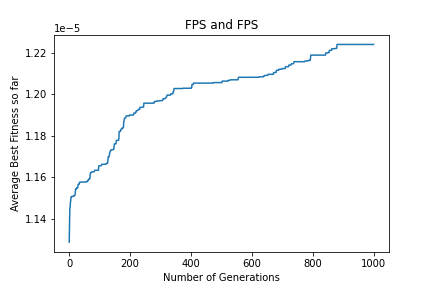 FPS and FPS
1e−5
1.22
1.20
1.18
1.16
1.14
Average Best Fitness so far
0 200 400 600 800 1000
Number of Generations